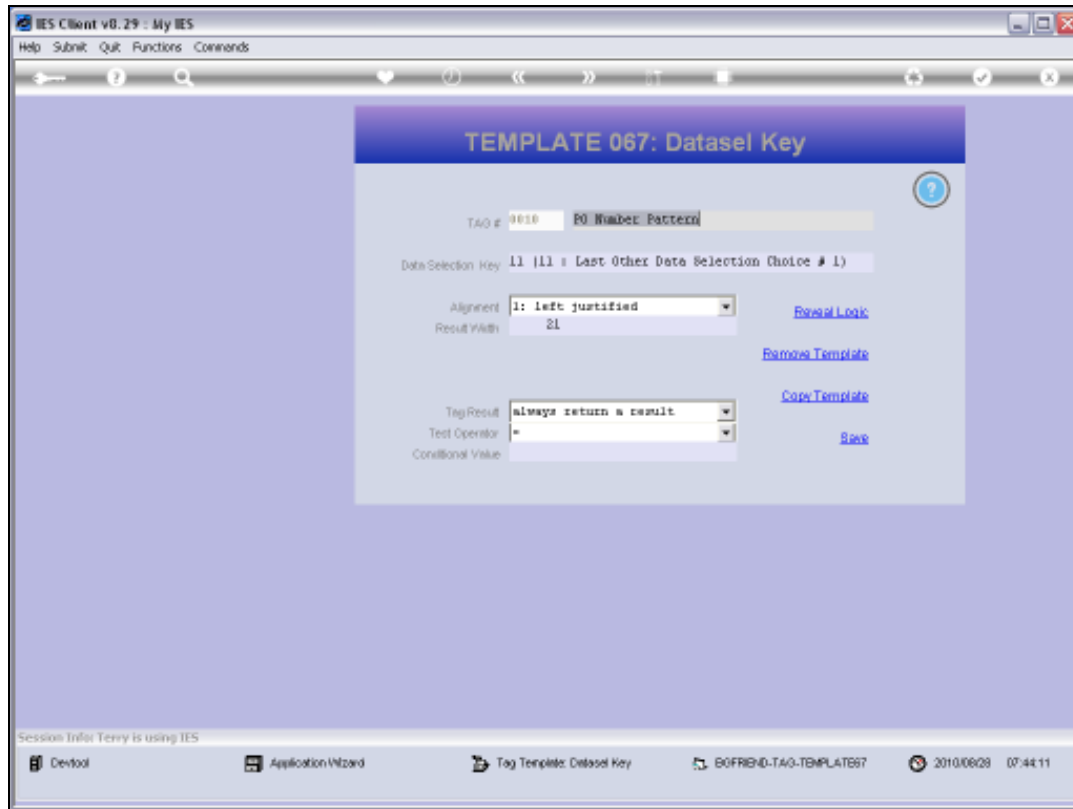 IES Client v8.29 : My IES
Help Submit Quit Functions Commands
TEMPLATE 067: Datasel Key
TAG # 0010 PO Number Pattern
Data Selection Key 11 (11 : Last Other Data Selection Choice # 1)
Alignment 1: left justified
Reveal Logic
Result Width 21
Remove Template
Copy Template
Tag Result always return a result
Test Operator =
Save
Conditional Value
Session Info: Terry is using IES
Devtool Application Wizard Tag Template: Datasel Key BGFRIEND-TAG-TEMPLATE67 2010/08/28 07:44:11